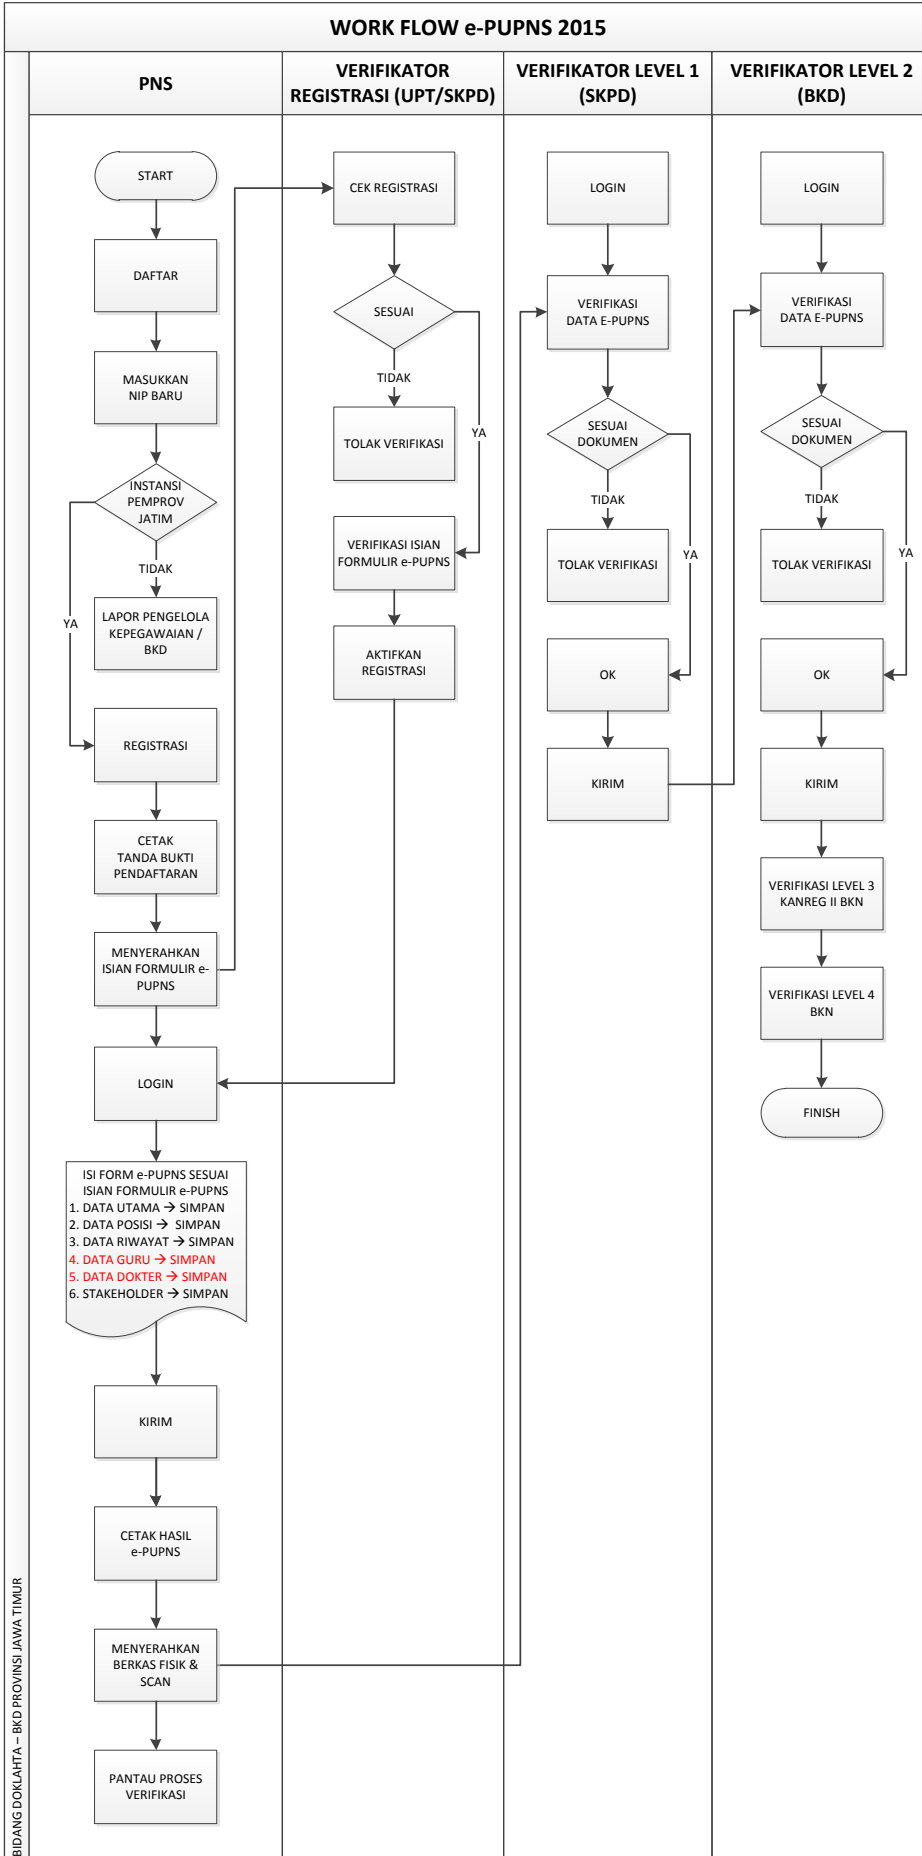 WORK FLOW e-PUPNS 2015
PNS
VERIFIKATOR
REGISTRASI (UPT/SKPD)
VERIFIKATOR LEVEL 1
(SKPD)
VERIFIKATOR LEVEL 2
(BKD)
START
DAFTAR
MASUKKAN
NIP BARU
INSTANSI
PEMPROV
JATIM
TIDAK
YA
LAPOR PENGELOLA
KEPEGAWAIAN /
BKD
REGISTRASI
CETAK
TANDA BUKTI
PENDAFTARAN
MENYERAHKAN
ISIAN FORMULIR e-
PUPNS
LOGIN
ISI FORM e-PUPNS SESUAI
ISIAN FORMULIR e-PUPNS
1. DATA UTAMA → SIMPAN
2. DATA POSISI → SIMPAN
3. DATA RIWAYAT → SIMPAN
4. DATA GURU → SIMPAN
5. DATA DOKTER → SIMPAN
6. STAKEHOLDER → SIMPAN
KIRIM
CETAK HASIL
e-PUPNS
MENYERAHKAN
BERKAS FISIK &
SCAN
PANTAU PROSES
VERIFIKASI
CEK REGISTRASI
SESUAI
TIDAK
YA
TOLAK VERIFIKASI
VERIFIKASI ISIAN
FORMULIR e-PUPNS
AKTIFKAN
REGISTRASI
LOGIN
VERIFIKASI
DATA E-PUPNS
SESUAI
DOKUMEN
TIDAK
YA
TOLAK VERIFIKASI
OK
KIRIM
LOGIN
VERIFIKASI
DATA E-PUPNS
SESUAI
DOKUMEN
TIDAK
YA
TOLAK VERIFIKASI
OK
KIRIM
VERIFIKASI LEVEL 3
KANREG II BKN
VERIFIKASI LEVEL 4
BKN
FINISH
BIDANG DOKLAHTA – BKD PROVINSI JAWA TIMUR